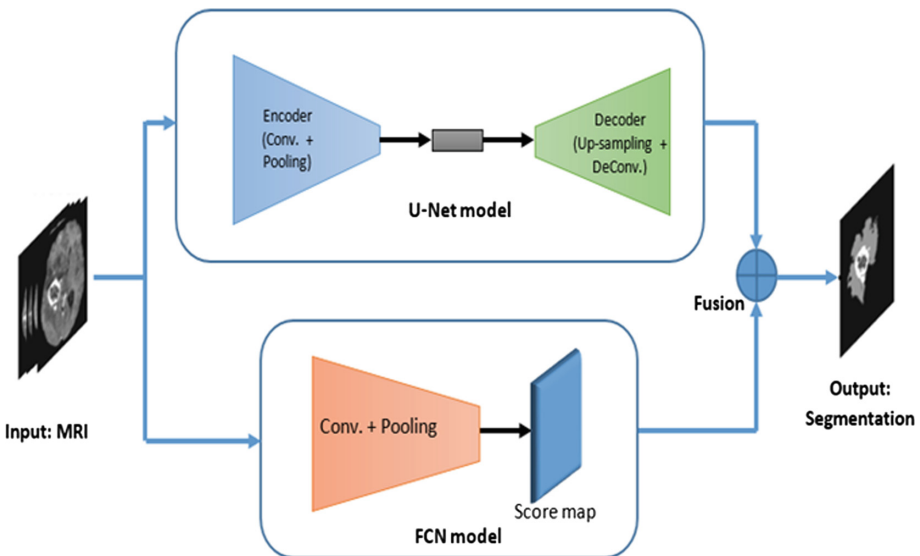 Encoder
(Conv. +
Pooling)
Decoder
(Up-sampling +
DeConv.)
U-Net model
Input: MRI
Fusion
Output:
Segmentation
Conv. + Pooling
Score map
FCN model